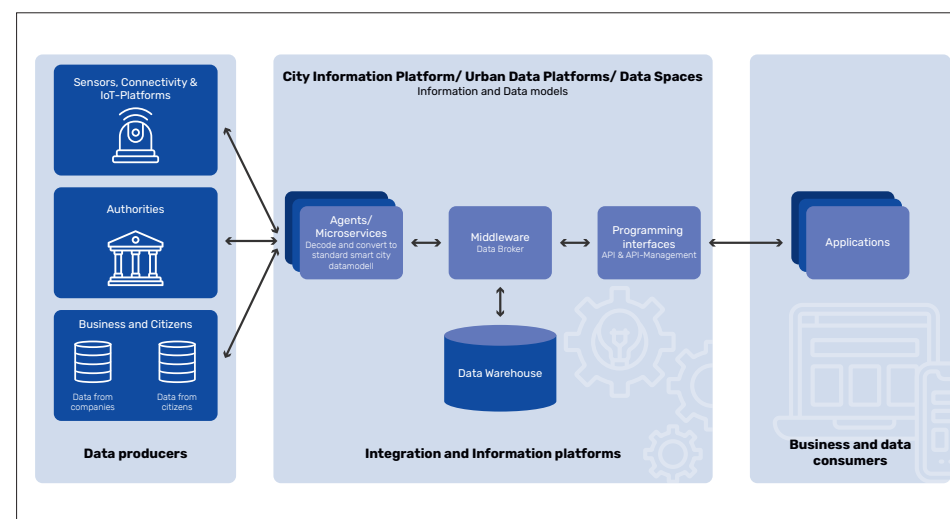 Sensors, Connectivity &
IoT-Platforms
Authorities
Business and Citizens
Data from
companies
Data from
citizens
Data producers
City Information Platform/ Urban Data Platforms/ Data Spaces
Information and Data models
Agents/
Microservices
Decode and convert to
standard smart city
datamodell
Middleware
Data Broker
Programming
interfaces
API & API-Management
Data Warehouse
Integration and Information platforms
Applications
Business and data
consumers